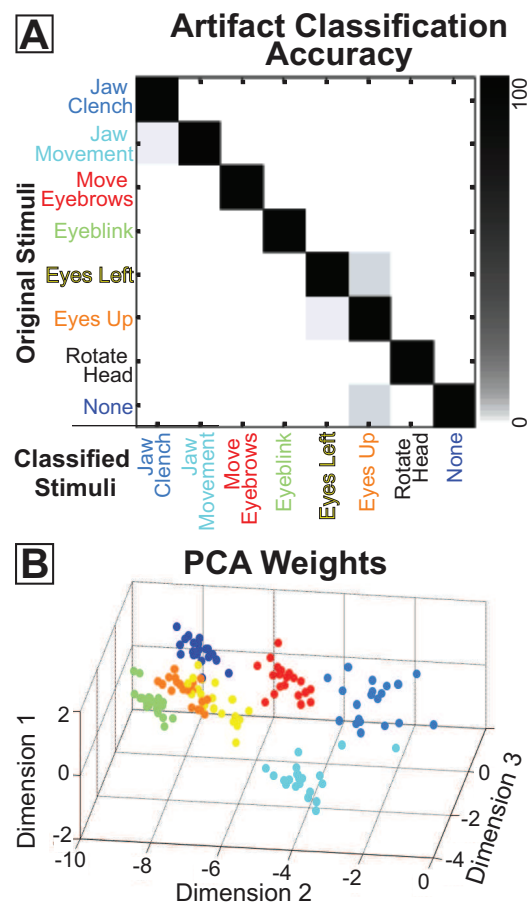 A
Artifact Classification
Accuracy
Original Stimuli
Jaw
Clench
Jaw
Movement
Move
Eyebrows
Eyeblink
Eyes Left
Eyes Up
Rotate
Head
None
100
0
Classified
Stimuli
Jaw
Clench
Jaw
Movement
Move
Eyebrows
Eyeblink
Eyes Left
Eyes Up
Rotate
Head
None
B
PCA Weights
Dimension 1
2
0
-2
-10
-8
-6
-4
-2
0
Dimension 2
0
-2
-4
Dimension 3